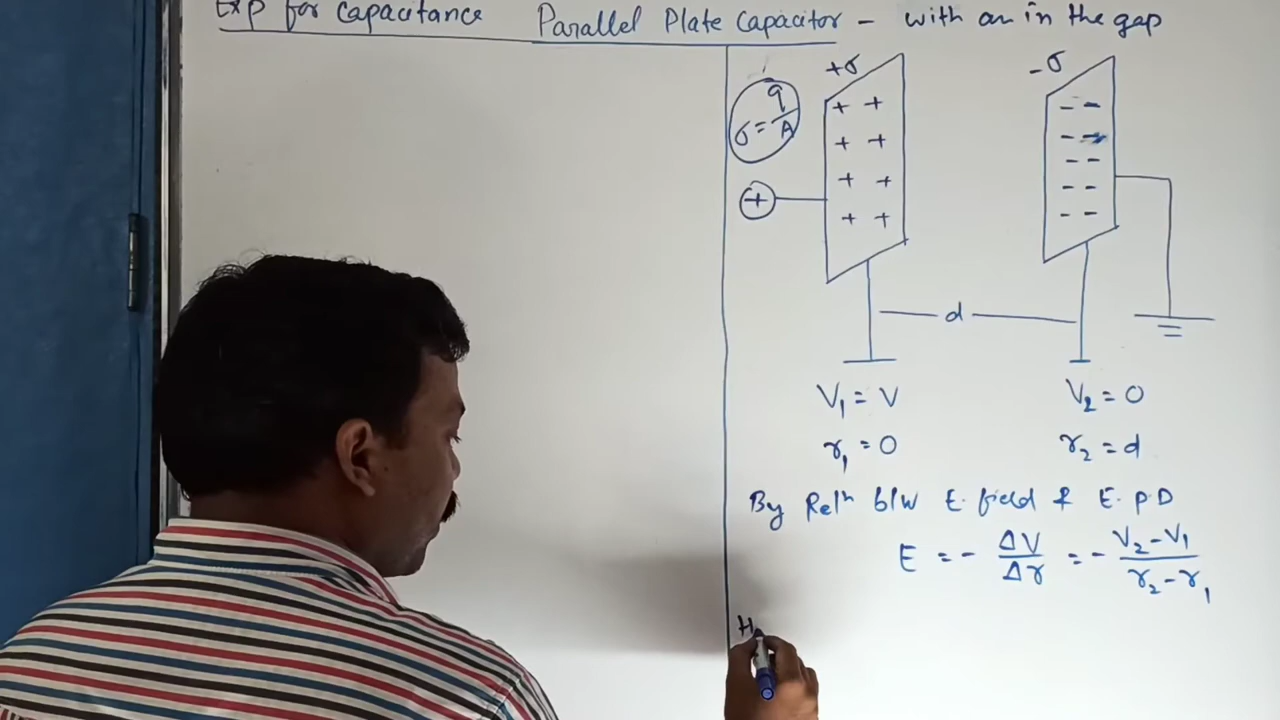 Exp for capacitance Parallel Plate Capacitor - with an in the gap
+σ -σ
σ = q/A
+ +
+ +
+ +
+ +
- -
- -
- -
- -
- -
+
d
V₁ = V V₂ = 0
r₁ = 0 r₂ = d
By Relⁿ b/w E. field & E. P.D
E = - ΔV/Δr = - V₂-V₁/r₂-r₁
H